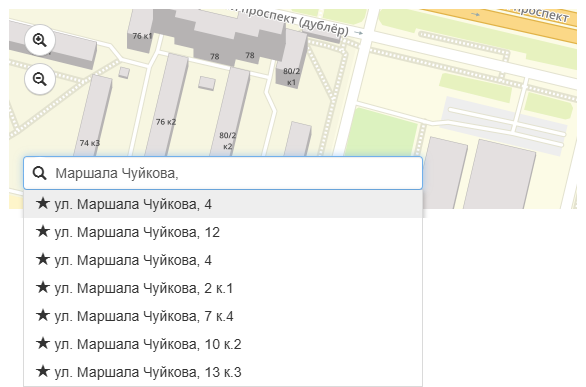 й проспект (дублёр)
проспект
76 к1
78
78
80/2
к1
76 к2
74 к3
80/2
к2
Маршала Чуйкова,
ул. Маршала Чуйкова, 4
ул. Маршала Чуйкова, 12
ул. Маршала Чуйкова, 4
ул. Маршала Чуйкова, 2 к.1
ул. Маршала Чуйкова, 7 к.4
ул. Маршала Чуйкова, 10 к.2
ул. Маршала Чуйкова, 13 к.3